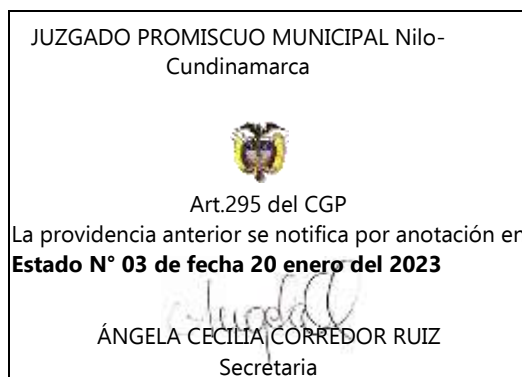 JUZGADO PROMISCUO MUNICIPAL Nilo-
Cundinamarca
Art.295 del CGP
La providencia anterior se notifica por anotación en
Estado N° 03 de fecha 20 enero del 2023
ÁNGELA CECILIA CORREDOR RUIZ
Secretaria